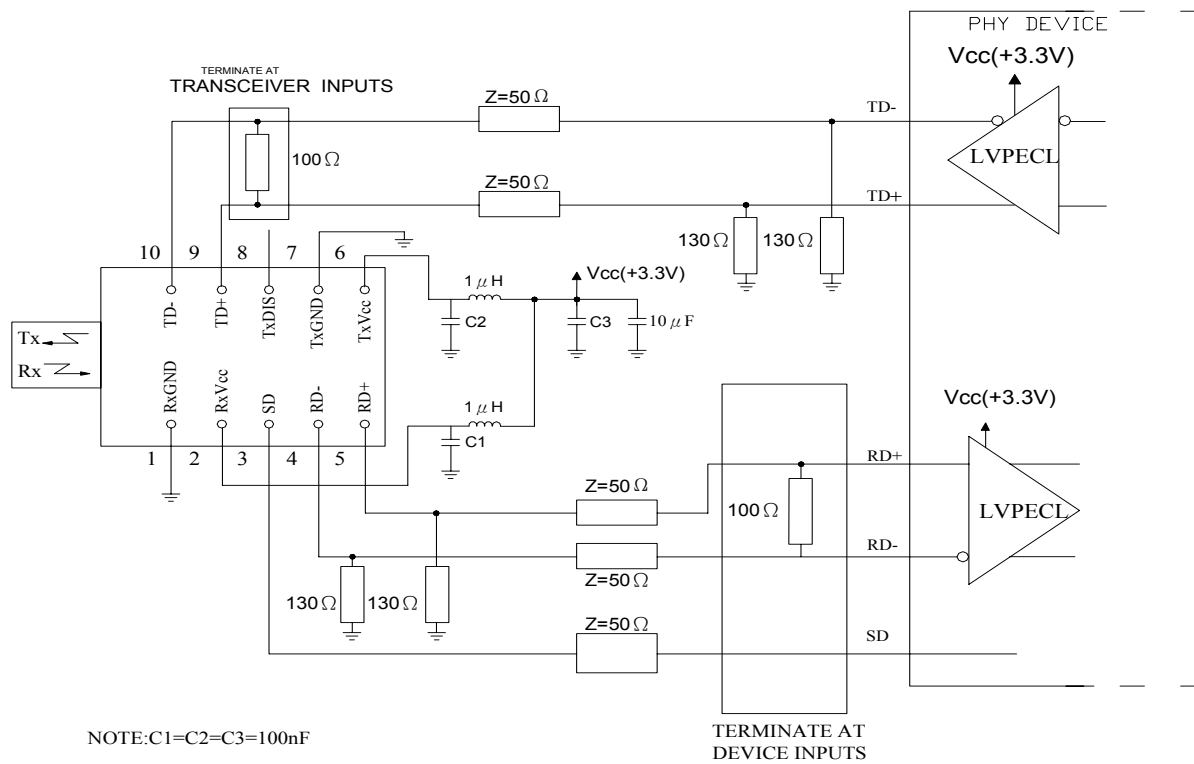 PHY DEVICE
Vcc(+3.3V)
TERMINATE AT
TRANSCEIVER INPUTS
Z=50Ω
TD-
LVPECL
100Ω
Z=50Ω
TD+
130Ω
130Ω
10
9
8
7
6
TD-
TD+
TxDIS
TxGND
TxVcc
1μH
C2
Vcc(+3.3V)
C3
10μF
Tx
Rx
RxGND
RxVcc
SD
RD-
RD+
1μH
C1
1
2
3
4
5
Vcc(+3.3V)
RD+
LVPECL
Z=50Ω
100Ω
RD-
Z=50Ω
130Ω
130Ω
Z=50Ω
SD
NOTE:C1=C2=C3=100nF
TERMINATE AT
DEVICE INPUTS